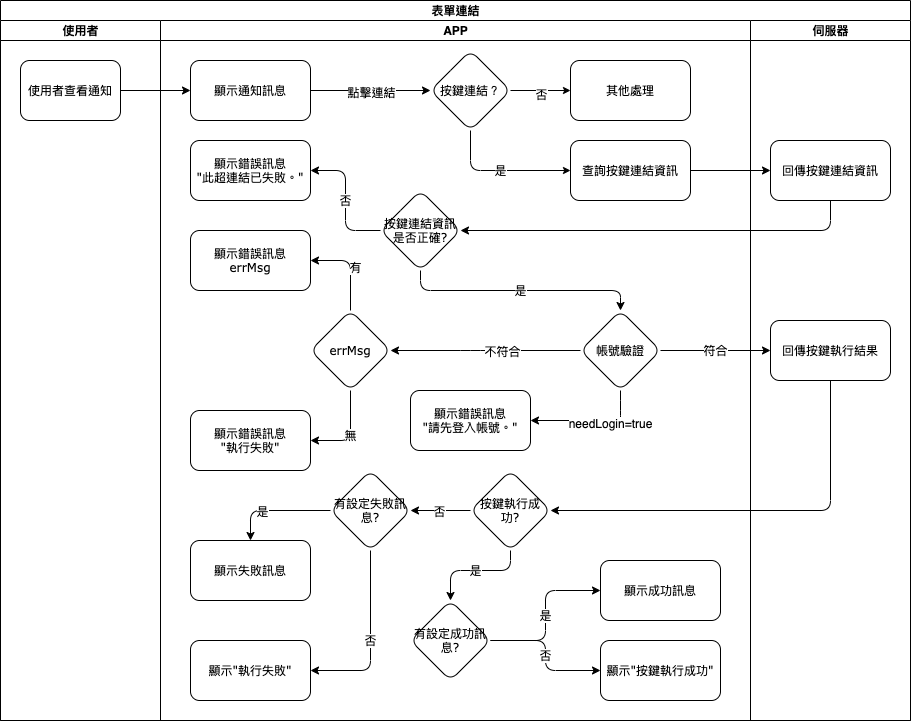 表單連結
使用者
APP
伺服器
使用者查看通知
顯示通知訊息
點擊連結
按鍵連結？
否
其他處理
是
查詢按鍵連結資訊
回傳按鍵連結資訊
顯示錯誤訊息
"此超連結已失敗。"
否
按鍵連結資訊
是否正確?
顯示錯誤訊息
errMsg
有
是
errMsg
不符合
帳號驗證
符合
回傳按鍵執行結果
顯示錯誤訊息
"執行失敗"
無
顯示錯誤訊息
"請先登入帳號。"
needLogin=true
有設定失敗訊
息?
否
按鍵執行成
功?
是
顯示失敗訊息
是
顯示成功訊息
是
有設定成功訊
息?
否
否
顯示"執行失敗"
顯示"按鍵執行成功"